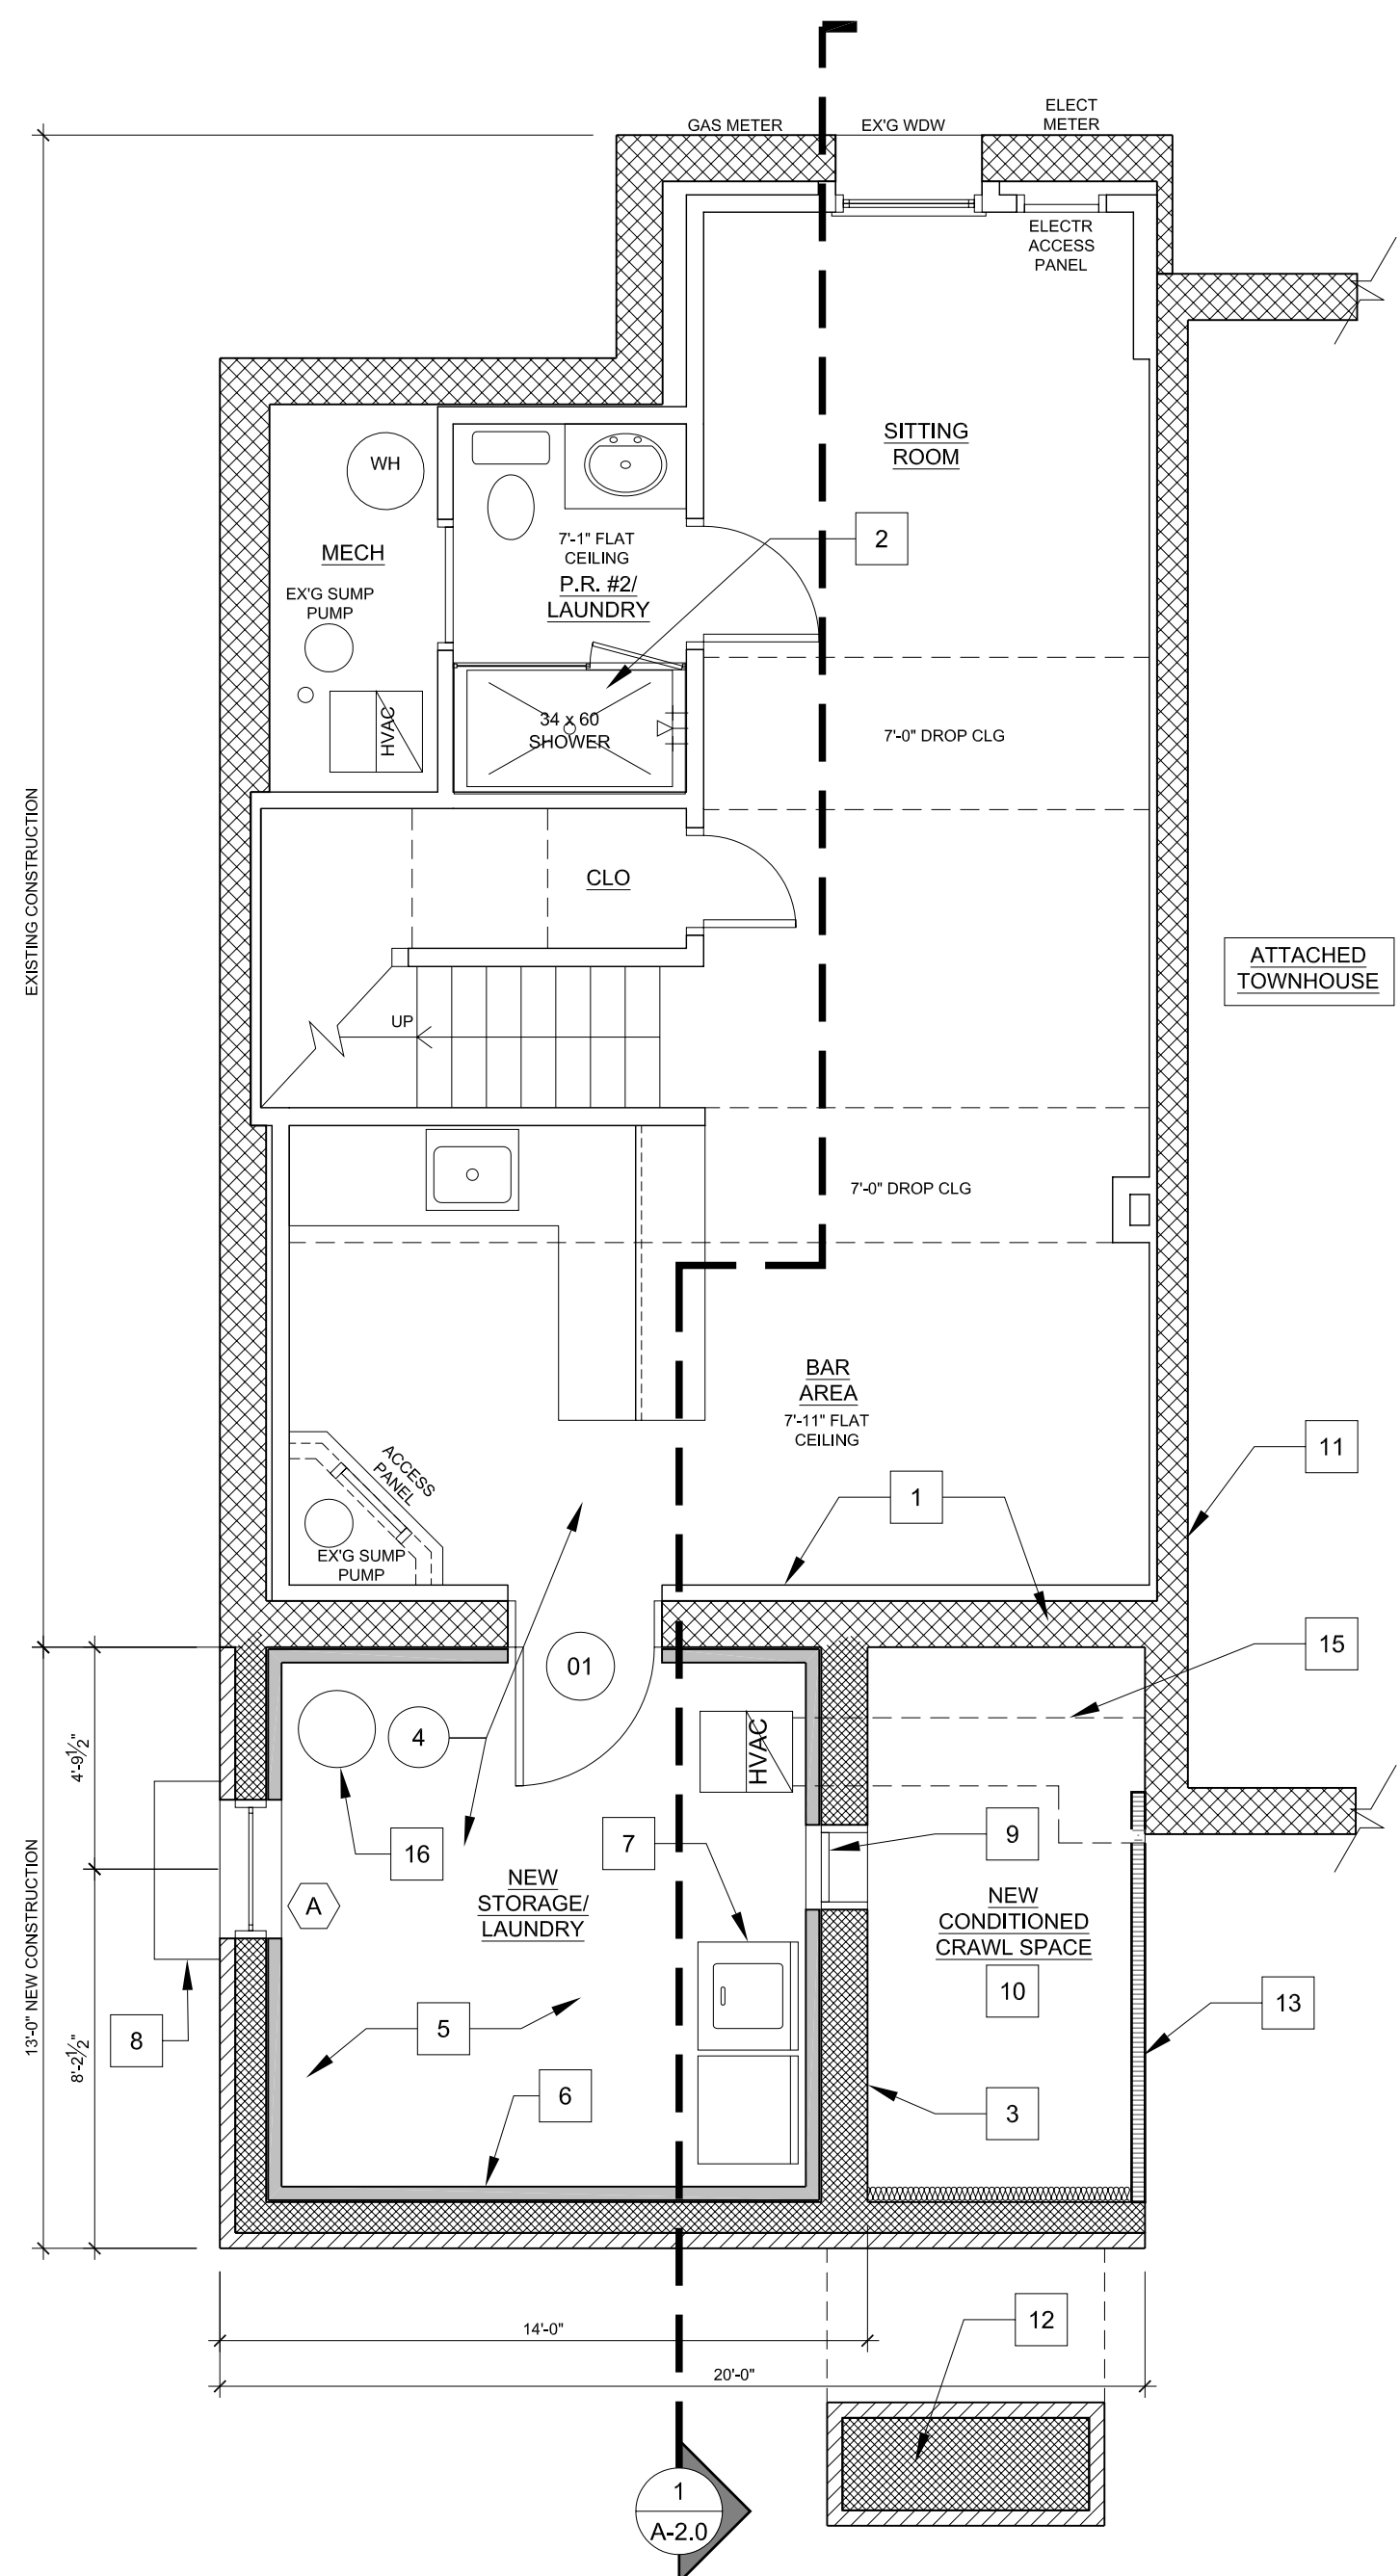 GAS METER
EX'G WDW
ELECT
METER
ELECTR
ACCESS
PANEL
SITTING
ROOM
WH
MECH
EX'G SUMP
PUMP
HVAC
7'-1" FLAT
CEILING
P.R. #2/
LAUNDRY
2
34 x 60
SHOWER
7'-0" DROP CLG
CLO
EXISTING CONSTRUCTION
ATTACHED
TOWNHOUSE
UP
7'-0" DROP CLG
BAR
AREA
7'-11" FLAT
CEILING
ACCESS
PANEL
EX'G SUMP
PUMP
1
11
15
01
4
HVAC
16
7
9
4'-9½"
A
NEW
STORAGE/
LAUNDRY
NEW
CONDITIONED
CRAWL SPACE
10
13'-0" NEW CONSTRUCTION
8'-2½"
8
5
13
6
3
14'-0"
12
20'-0"
1
A-2.0